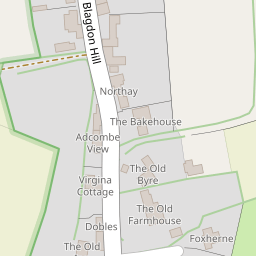 Blagdon Hill
Northay
The Bakehouse
Adcombe
View
The Old
Byre
Virgina
Cottage
The Old
Farmhouse
Dobles
Foxherne
The Old